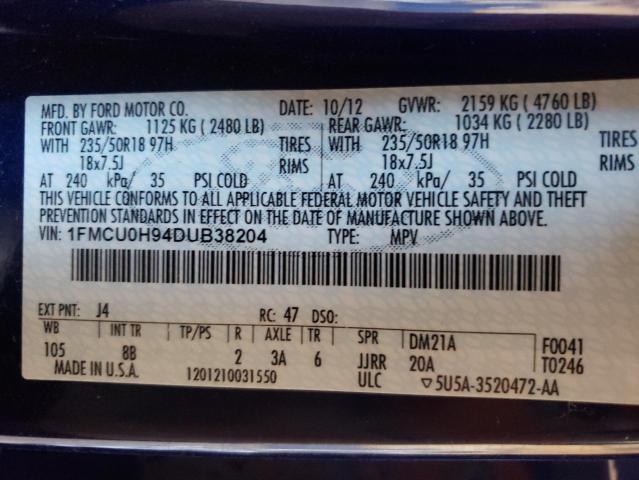 MFD. BY FORD MOTOR CO. DATE: 10/12 GVWR: 2159 KG ( 4760 LB)
FRONT GAWR: 1125 KG ( 2480 LB) REAR GAWR: 1034 KG ( 2280 LB)
WITH 235/50R18 97H TIRES WITH 235/50R18 97H TIRES
18x7.5J RIMS 18x7.5J RIMS
AT 240 kPa/ 35 PSI COLD AT 240 kPa/ 35 PSI COLD
THIS VEHICLE CONFORMS TO ALL APPLICABLE FEDERAL MOTOR VEHICLE SAFETY AND THEFT
PREVENTION STANDARDS IN EFFECT ON THE DATE OF MANUFACTURE SHOWN ABOVE.
VIN: 1FMCU0H94DUB38204 TYPE: MPV
EXT PNT: J4 RC: 47 DSO:
WB INT TR TP/PS R AXLE TR SPR DM21A F0041
105 8B 2 3A 6 JJRR 20A T0246
MADE IN U.S.A. 1201210031550 ULC ▽5U5A-3520472-AA